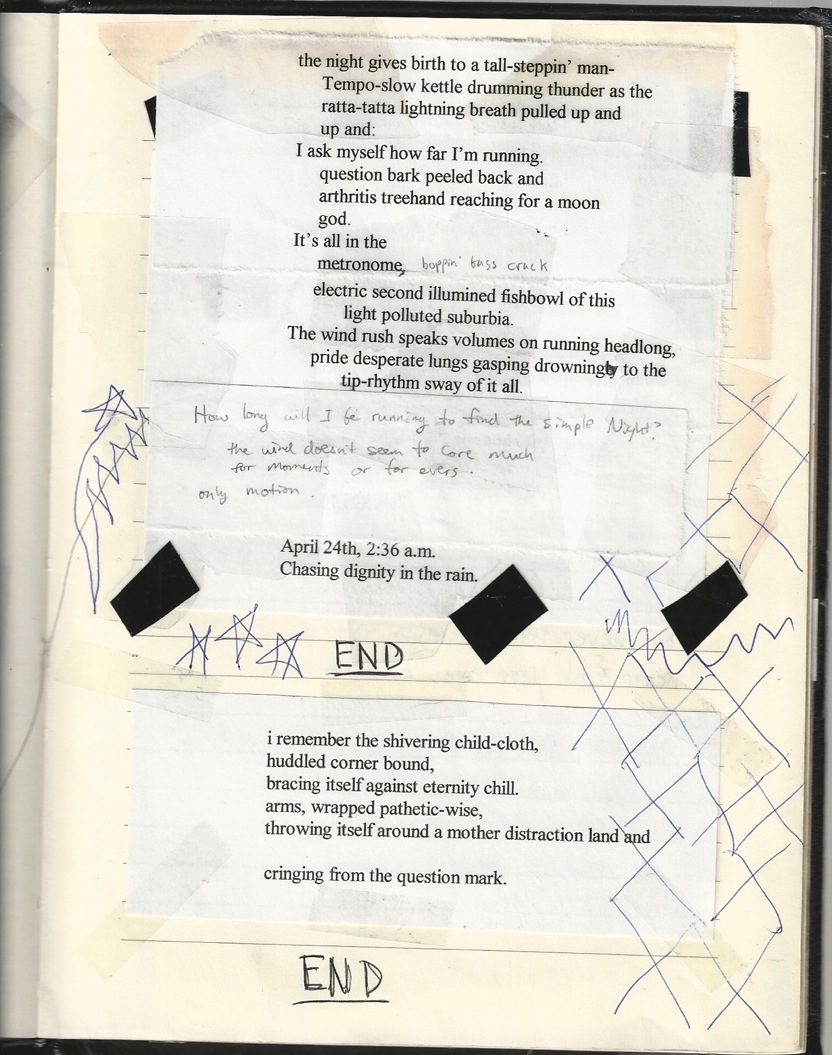 the night gives birth to a tall-steppin' man-
Tempo-slow kettle drumming thunder as the
ratta-tatta lightning breath pulled up and
up and:
I ask myself how far I'm running.
question bark peeled back and
arthritis treehand reaching for a moon
god.
It's all in the
metronome, boppin' bass crack
electric second illumined fishbowl of this
light polluted suburbia.
The wind rush speaks volumes on running headlong,
pride desperate lungs gasping drowningly to the
tip-rhythm sway of it all.
How long will I be running to find the simple Night?
the wind doesn't seem to care much
for moments or for evers.
only motion.
April 24th, 2:36 a.m.
Chasing dignity in the rain.
END
i remember the shivering child-cloth,
huddled corner bound,
bracing itself against eternity chill.
arms, wrapped pathetic-wise,
throwing itself around a mother distraction land and
cringing from the question mark.
END